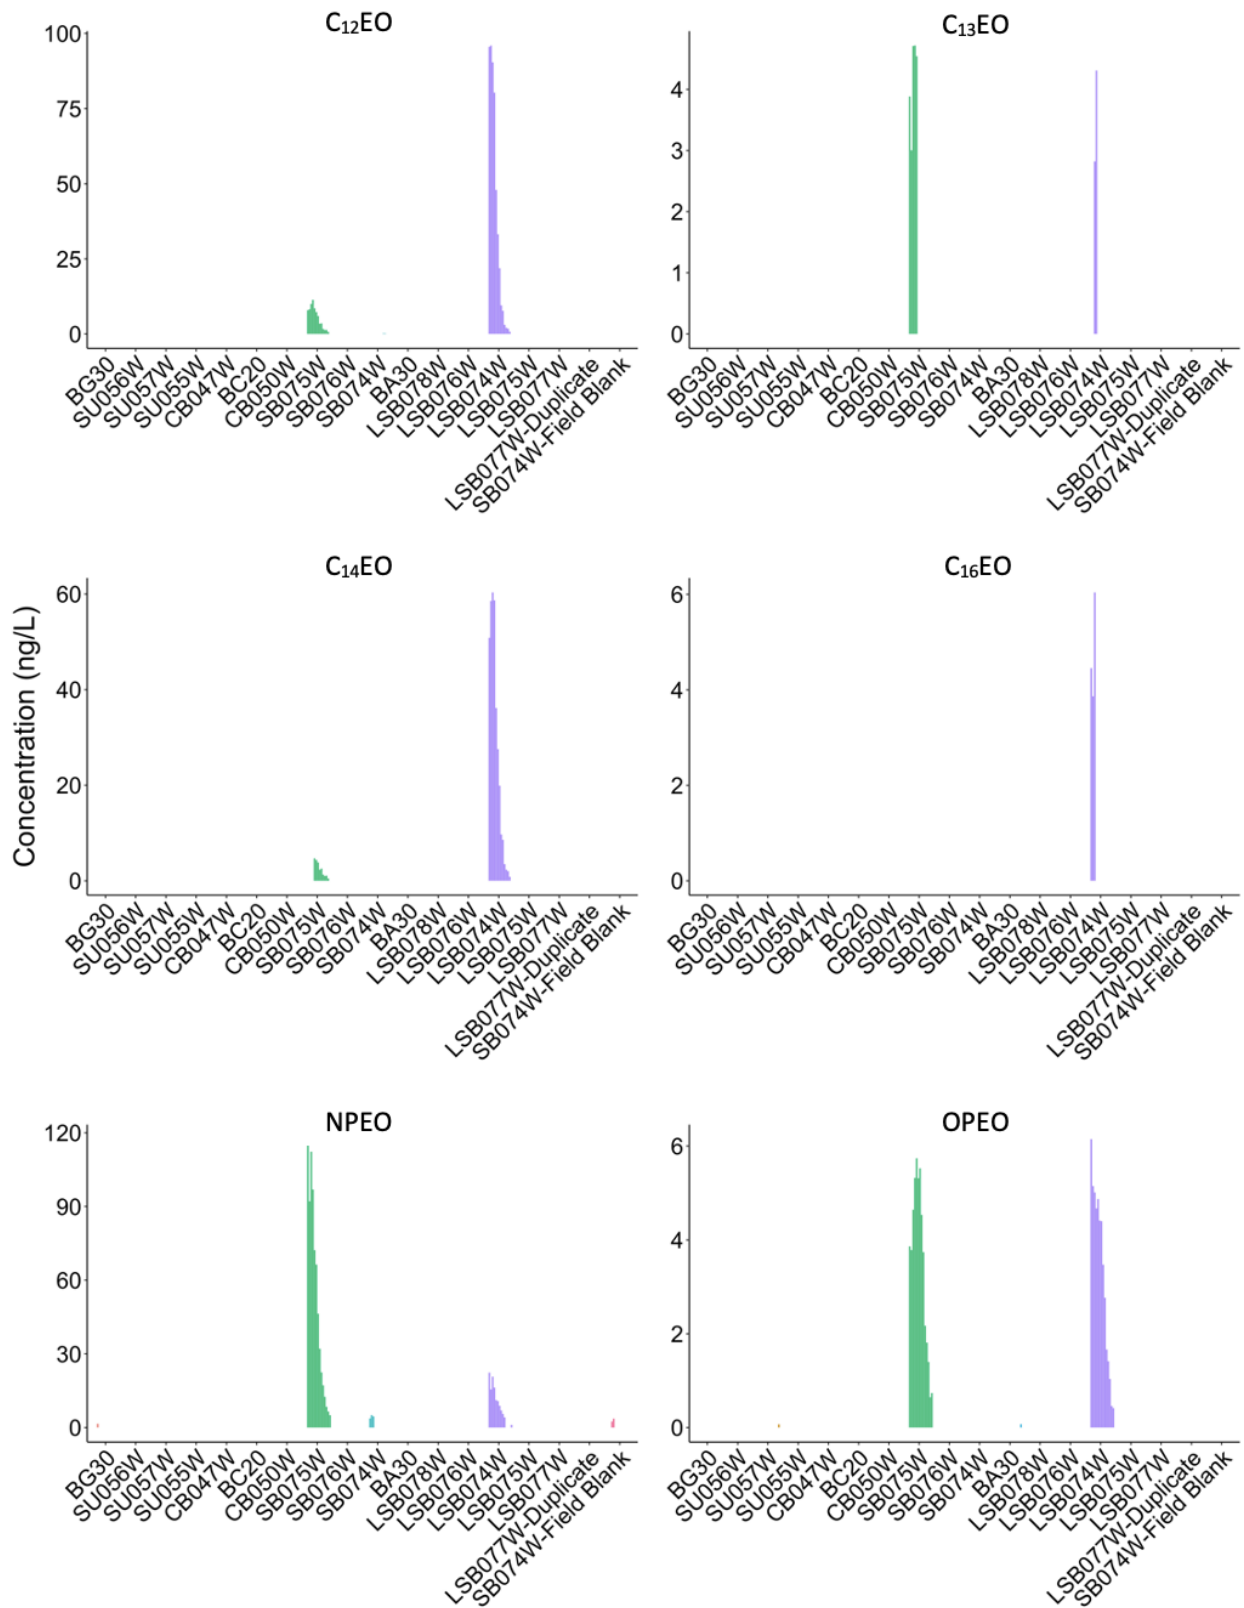 C₁₂EO
100
75
50
25
0
BG30
SU056W
SU057W
SU055W
CB047W
BC20
CB050W
SB075W
SB076W
SB074W
BA30
LSB078W
LSB076W
LSB074W
LSB075W
LSB077W
LSB077W-Duplicate
SB074W-Field Blank
C₁₃EO
4
3
2
1
0
BG30
SU056W
SU057W
SU055W
CB047W
BC20
CB050W
SB075W
SB076W
SB074W
BA30
LSB078W
LSB076W
LSB074W
LSB075W
LSB077W
LSB077W-Duplicate
SB074W-Field Blank
Concentration (ng/L)
C₁₄EO
60
40
20
0
BG30
SU056W
SU057W
SU055W
CB047W
BC20
CB050W
SB075W
SB076W
SB074W
BA30
LSB078W
LSB076W
LSB074W
LSB075W
LSB077W
LSB077W-Duplicate
SB074W-Field Blank
C₁₆EO
6
4
2
0
BG30
SU056W
SU057W
SU055W
CB047W
BC20
CB050W
SB075W
SB076W
SB074W
BA30
LSB078W
LSB076W
LSB074W
LSB075W
LSB077W
LSB077W-Duplicate
SB074W-Field Blank
NPEO
120
90
60
30
0
BG30
SU056W
SU057W
SU055W
CB047W
BC20
CB050W
SB075W
SB076W
SB074W
BA30
LSB078W
LSB076W
LSB074W
LSB075W
LSB077W
LSB077W-Duplicate
SB074W-Field Blank
OPEO
6
4
2
0
BG30
SU056W
SU057W
SU055W
CB047W
BC20
CB050W
SB075W
SB076W
SB074W
BA30
LSB078W
LSB076W
LSB074W
LSB075W
LSB077W
LSB077W-Duplicate
SB074W-Field Blank